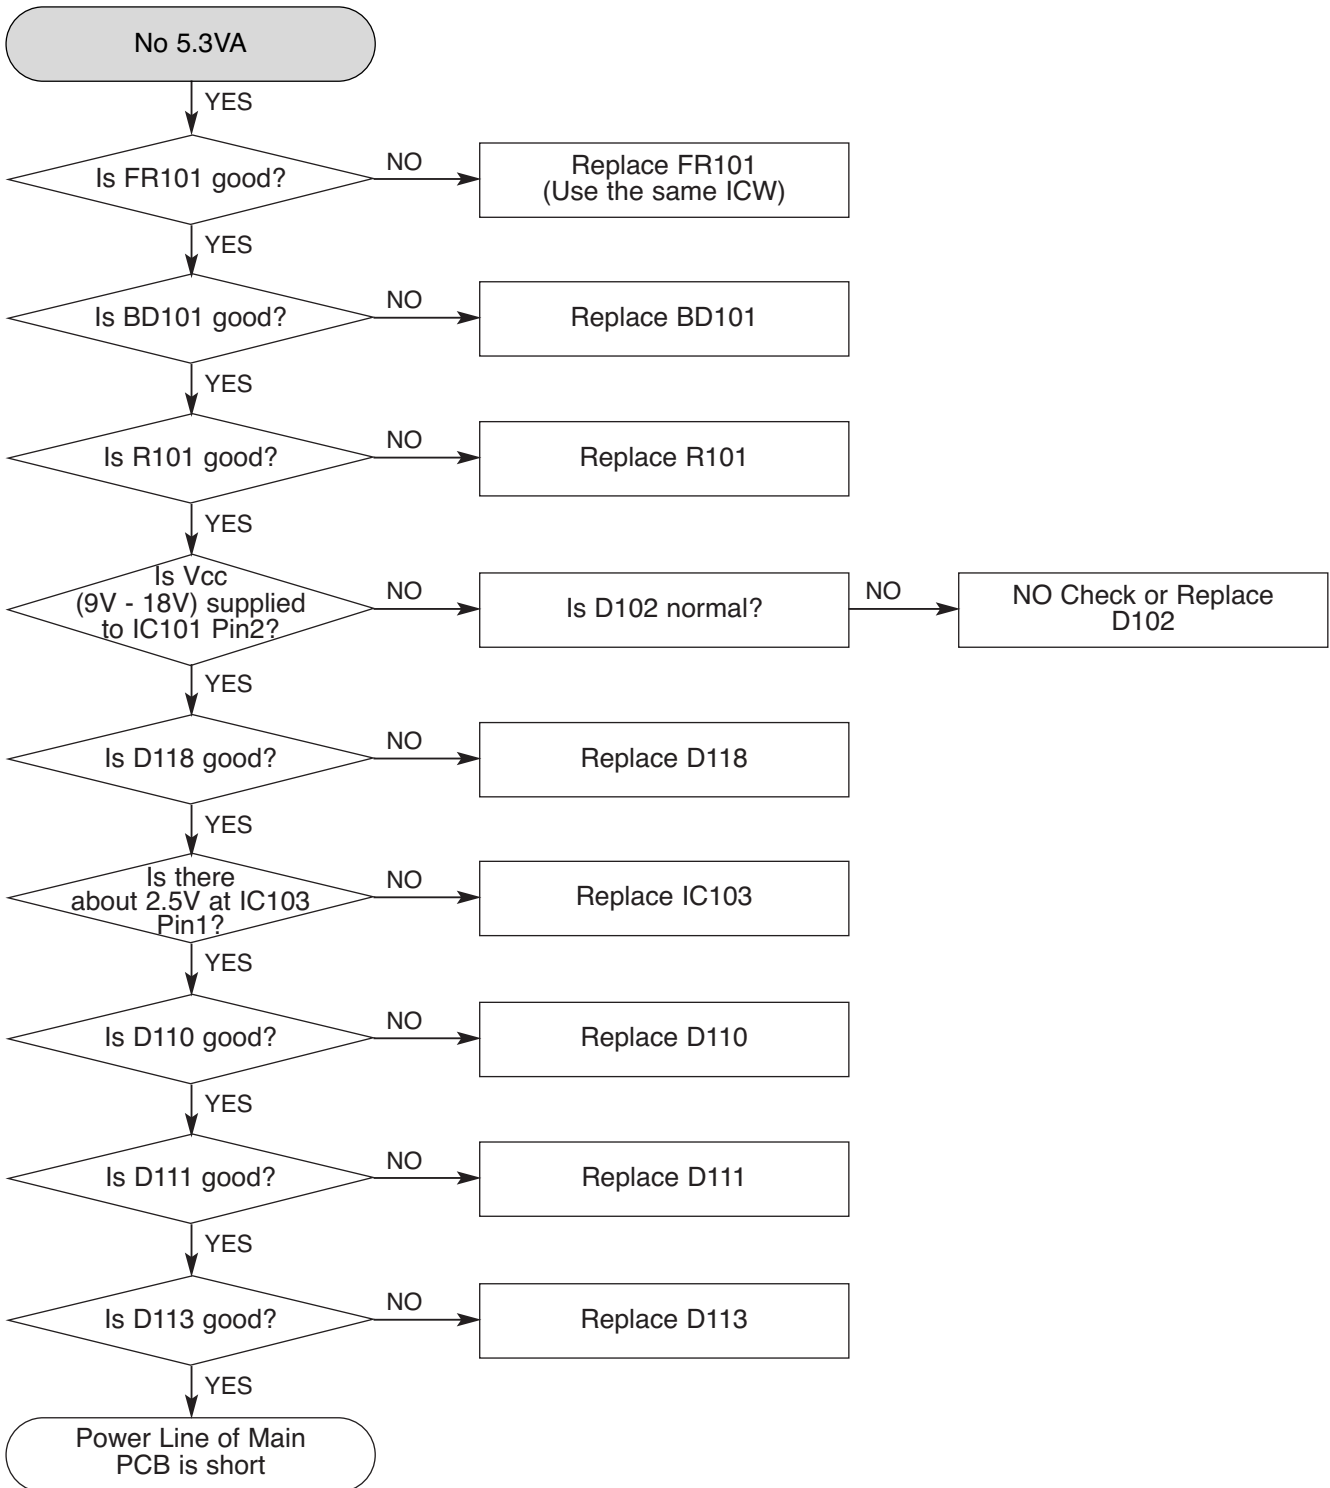 No 5.3VA
YES
Is FR101 good?
NO
Replace FR101
(Use the same ICW)
YES
Is BD101 good?
NO
Replace BD101
YES
Is R101 good?
NO
Replace R101
YES
Is Vcc
(9V - 18V) supplied
to IC101 Pin2?
NO
Is D102 normal?
NO
NO Check or Replace
D102
YES
Is D118 good?
NO
Replace D118
YES
Is there
about 2.5V at IC103
Pin1?
NO
Replace IC103
YES
Is D110 good?
NO
Replace D110
YES
Is D111 good?
NO
Replace D111
YES
Is D113 good?
NO
Replace D113
YES
Power Line of Main
PCB is short